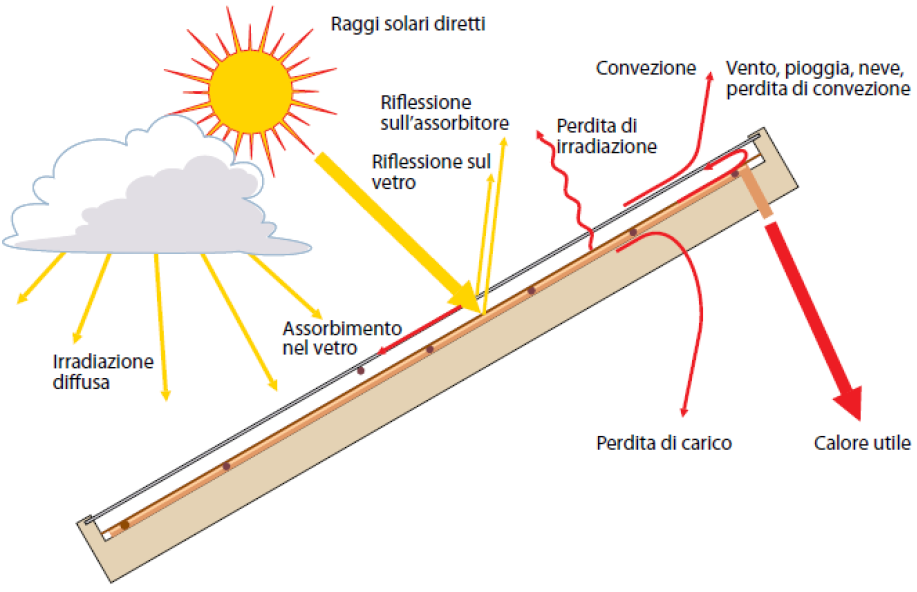 Raggi solari diretti
Convezione
Vento, pioggia, neve,
perdita di convezione
Riflessione
sull'assorbitore
Perdita di
irradiazione
Riflessione sul
vetro
Assorbimento
nel vetro
Irradiazione
diffusa
Perdita di carico
Calore utile